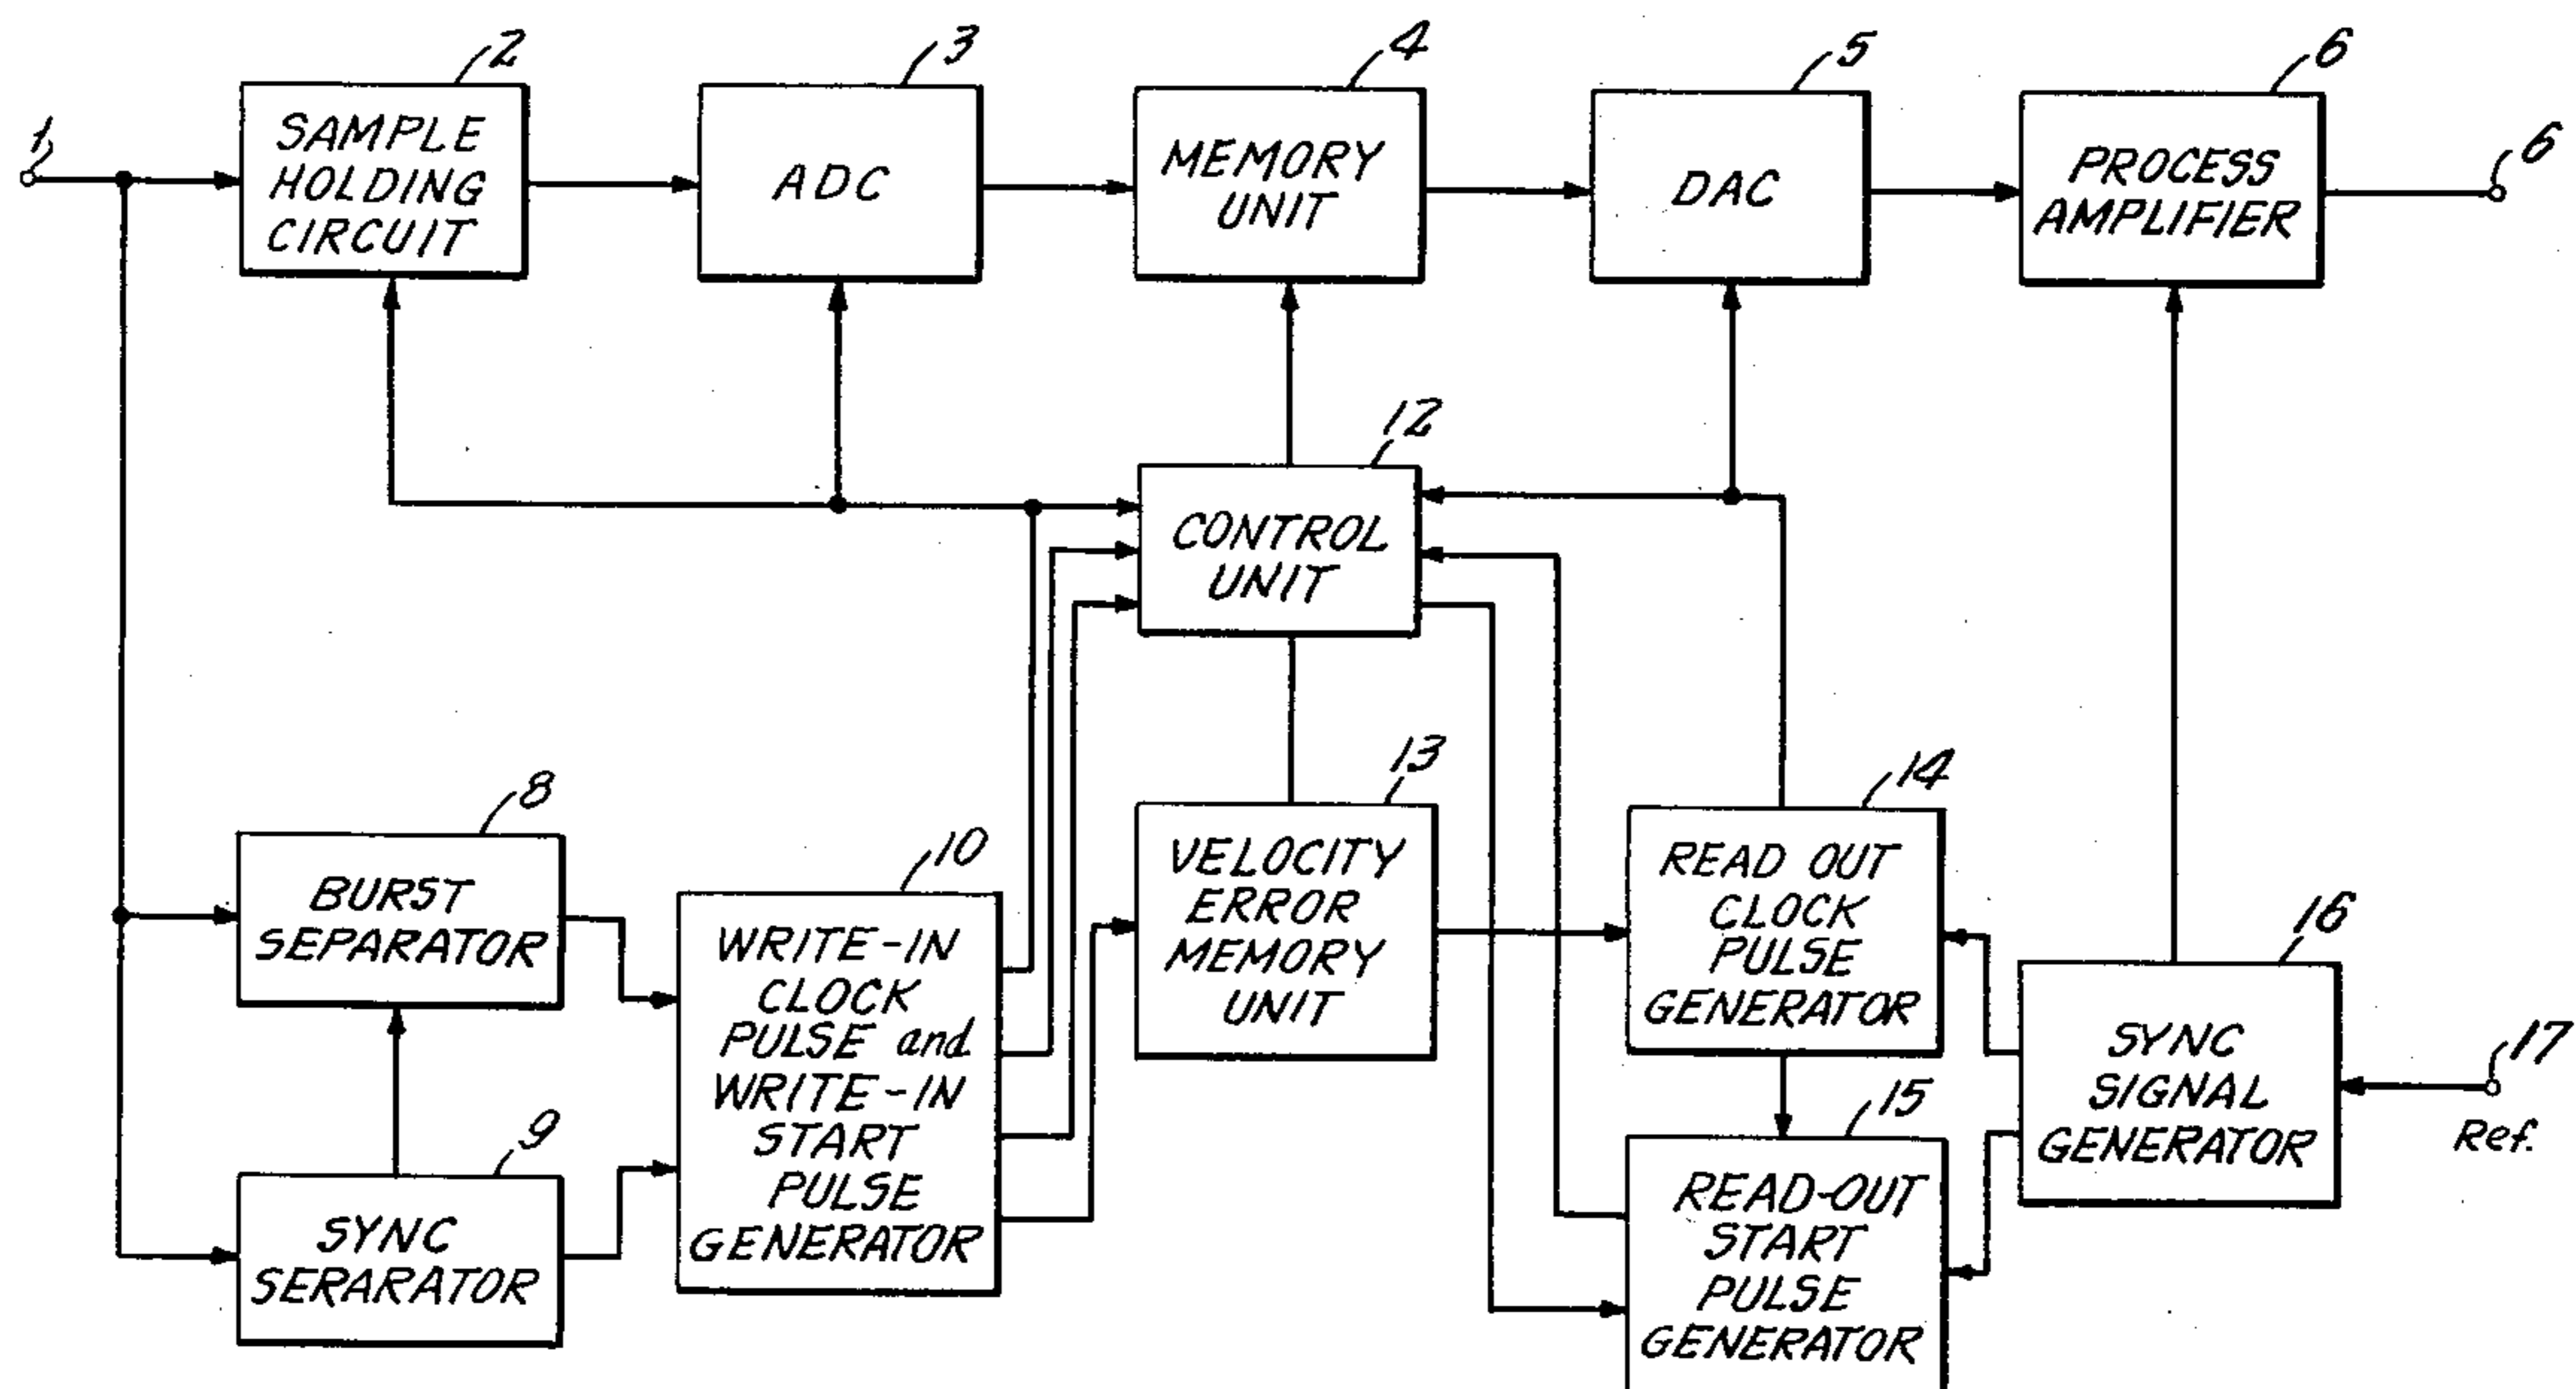 1
2
SAMPLE
HOLDING
CIRCUIT
3
ADC
4
MEMORY
UNIT
5
DAC
6
PROCESS
AMPLIFIER
6
12
CONTROL
UNIT
8
BURST
SEPARATOR
9
SYNC
SERARATOR
10
WRITE-IN
CLOCK
PULSE and
WRITE-IN
START
PULSE
GENERATOR
13
VELOCITY
ERROR
MEMORY
UNIT
14
READ OUT
CLOCK
PULSE
GENERATOR
15
READ-OUT
START
PULSE
GENERATOR
16
SYNC
SIGNAL
GENERATOR
17
Ref.